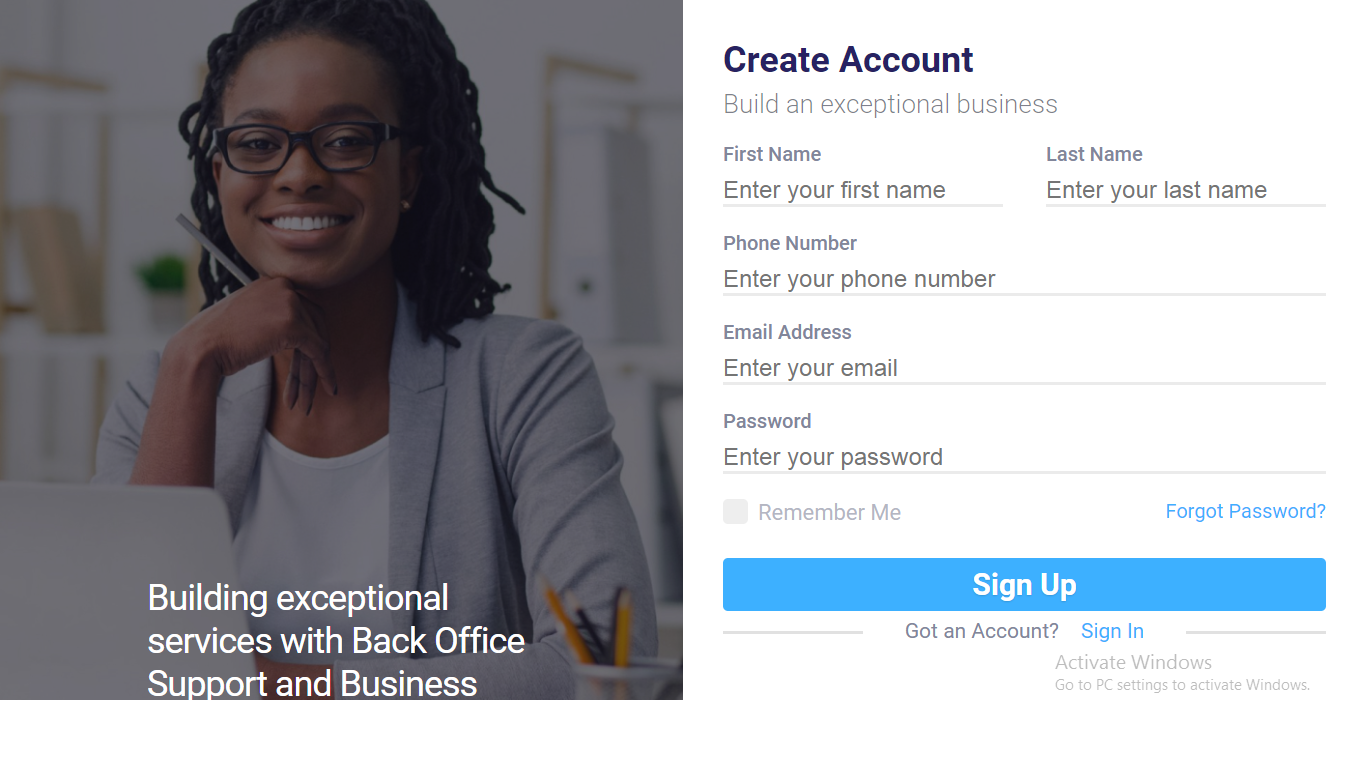 Create Account
Build an exceptional business
First Name
Last Name
Enter your first name
Enter your last name
Phone Number
Enter your phone number
Email Address
Enter your email
Password
Enter your password
Remember Me
Forgot Password?
Sign Up
Got an Account? Sign In
Activate Windows
Go to PC settings to activate Windows.
Building exceptional
services with Back Office
Support and Business